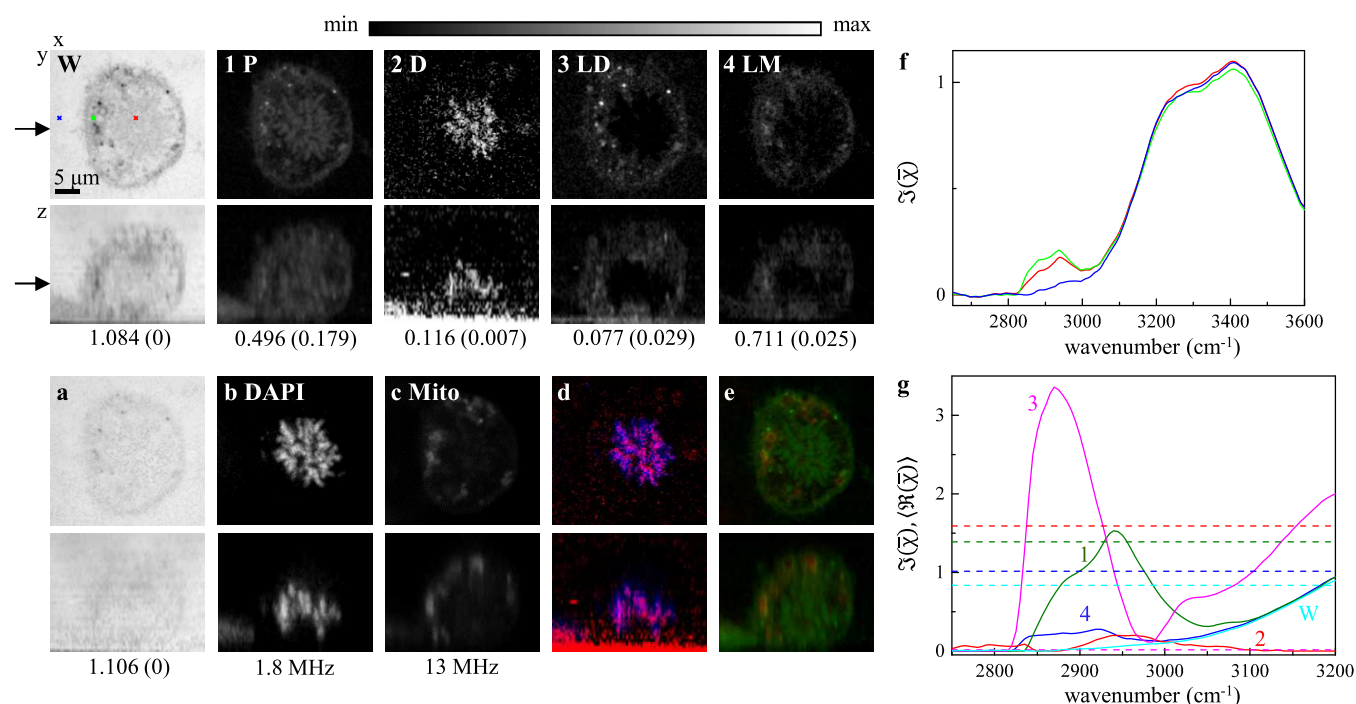 min max
x
y W 1 P 2 D 3 LD 4 LM f
5 μm
z
1.084 (0) 0.496 (0.179) 0.116 (0.007) 0.077 (0.029) 0.711 (0.025)
1
0
ℑ(χ̄)
2800 3000 3200 3400 3600
wavenumber (cm⁻¹)
a b DAPI c Mito d e g
1.106 (0) 1.8 MHz 13 MHz
3
2
1
0
ℑ(χ̄), ⟨ℜ(χ̄)⟩
3
1
4
W
2
2800 2900 3000 3100 3200
wavenumber (cm⁻¹)